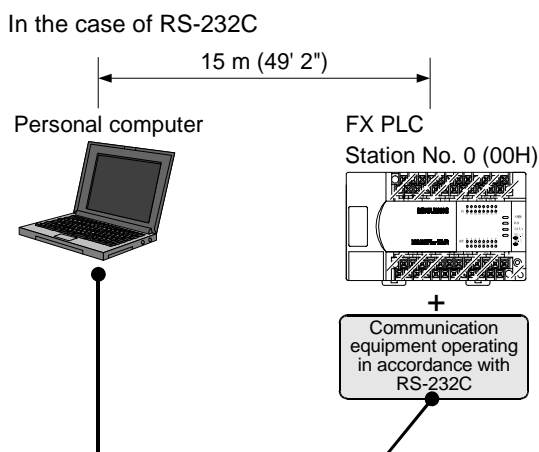 In the case of RS-232C
15 m (49' 2")
Personal computer
FX PLC
Station No. 0 (00H)
+
Communication
equipment operating
in accordance with
RS-232C